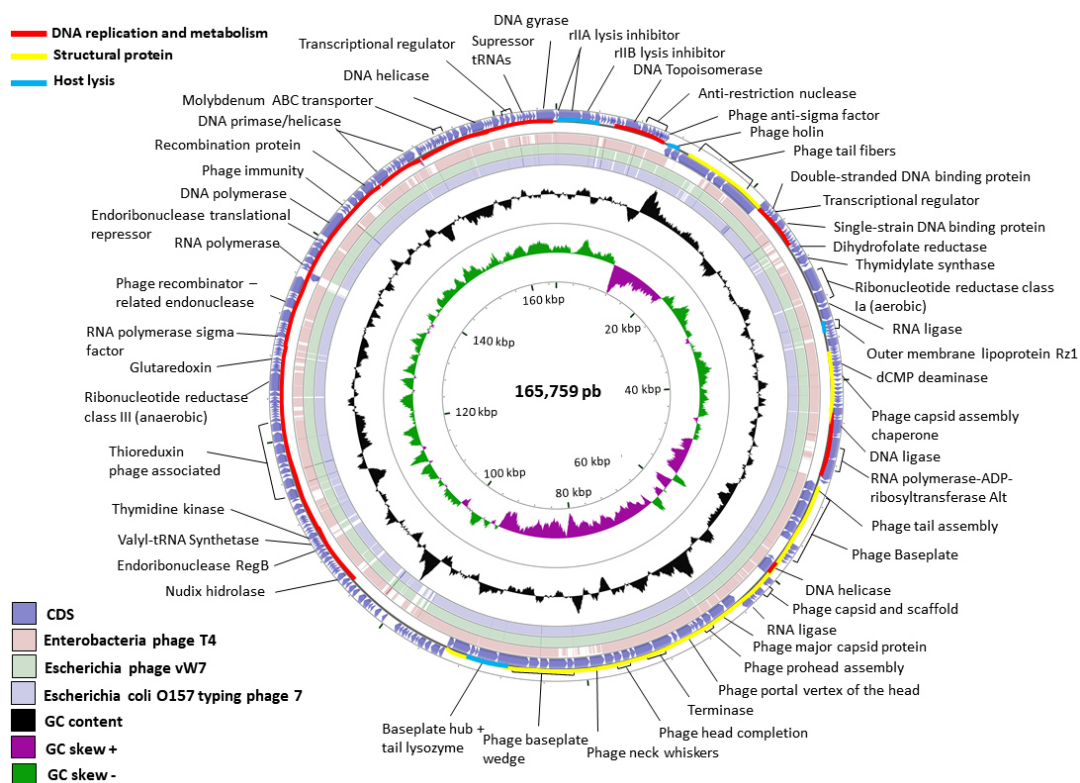 DNA replication and metabolism
Structural protein
Host lysis
DNA gyrase
rIIA lysis inhibitor
Supressor
tRNAs
rIIB lysis inhibitor
DNA Topoisomerase
Transcriptional regulator
DNA helicase
Molybdenum ABC transporter
DNA primase/helicase
Recombination protein
Phage immunity
DNA polymerase
Endoribonuclease translational
repressor
RNA polymerase
Phage recombinator –
related endonuclease
RNA polymerase sigma
factor
Glutaredoxin
Ribonucleotide reductase
class III (anaerobic)
Thioreduxin
phage associated
Thymidine kinase
Valyl-tRNA Synthetase
Endoribonuclease RegB
Nudix hidrolase
Anti-restriction nuclease
Phage anti-sigma factor
Phage holin
Phage tail fibers
Double-stranded DNA binding protein
Transcriptional regulator
Single-strain DNA binding protein
Dihydrofolate reductase
Thymidylate synthase
Ribonucleotide reductase class
Ia (aerobic)
RNA ligase
Outer membrane lipoprotein Rz1
dCMP deaminase
Phage capsid assembly
chaperone
DNA ligase
RNA polymerase-ADP-
ribosyltransferase Alt
Phage tail assembly
Phage Baseplate
DNA helicase
Phage capsid and scaffold
RNA ligase
Phage major capsid protein
Phage prohead assembly
Phage portal vertex of the head
Terminase
Phage head completion
Phage neck whiskers
Phage baseplate
wedge
Baseplate hub +
tail lysozyme
160 kbp
20 kbp
140 kbp
165,759 pb
40 kbp
120 kbp
60 kbp
100 kbp
80 kbp
CDS
Enterobacteria phage T4
Escherichia phage vW7
Escherichia coli O157 typing phage 7
GC content
GC skew +
GC skew -